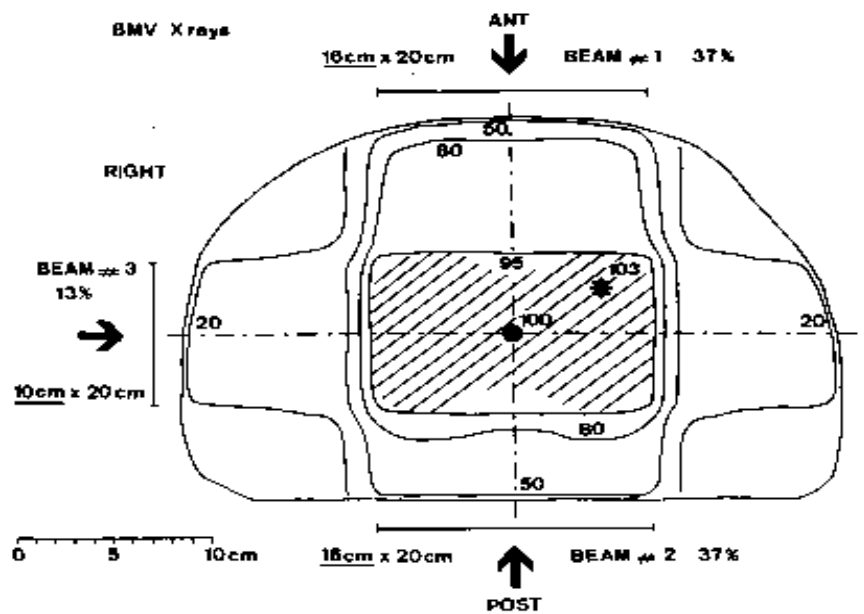 BMV X rays
ANT
16cm x 20cm BEAM # 1 37%
50
80
RIGHT
95
103
BEAM # 3
13%
20
100
20
10cm x 20cm
80
50
0 5 10cm
16cm x 20cm BEAM # 2 37%
POST